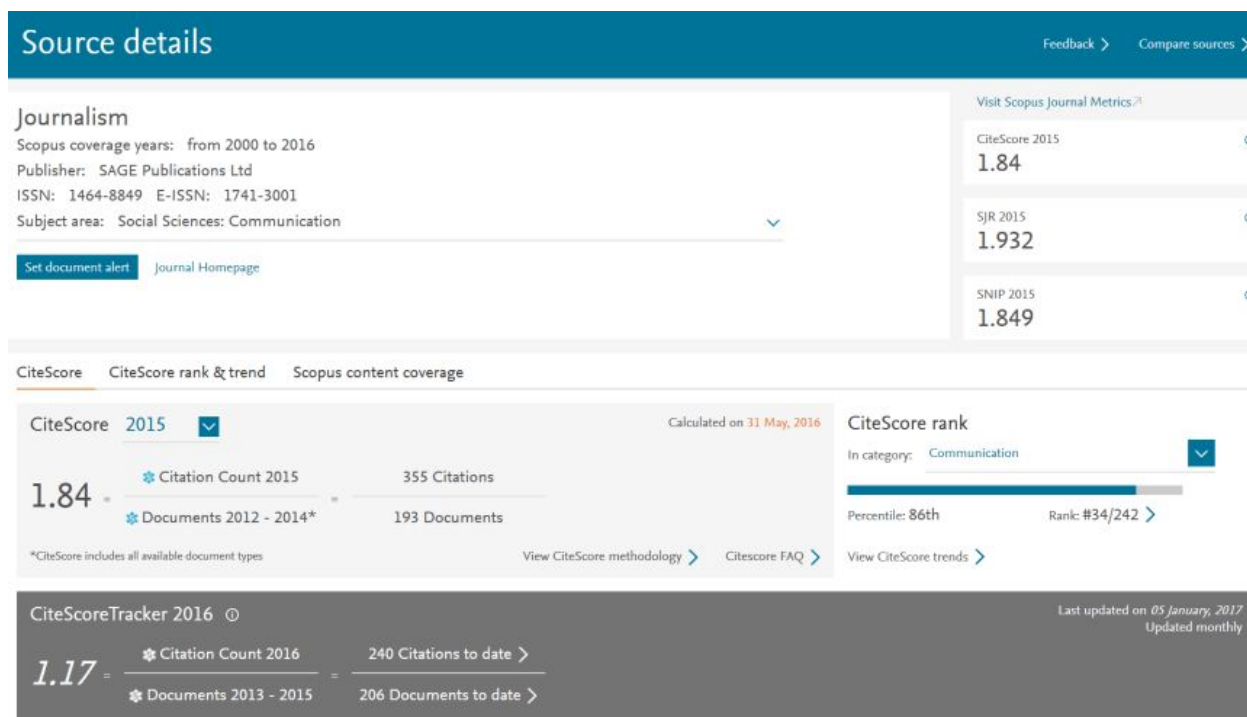 Source details
Feedback
Compare sources
Journalism
Scopus coverage years: from 2000 to 2016
Publisher: SAGE Publications Ltd
ISSN: 1464-8849 E-ISSN: 1741-3001
Subject area: Social Sciences: Communication
Set document alert
Journal Homepage
Visit Scopus Journal Metrics
CiteScore 2015
1.84
SJR 2015
1.932
SNIP 2015
1.849
CiteScore
CiteScore rank & trend
Scopus content coverage
CiteScore 2015
Calculated on 31 May, 2016
1.84 =
Citation Count 2015
Documents 2012 - 2014*
=
355 Citations
193 Documents
*CiteScore includes all available document types
View CiteScore methodology
Citescore FAQ
CiteScore rank
In category: Communication
Percentile: 86th
Rank: #34/242
View CiteScore trends
CiteScoreTracker 2016
Last updated on 05 January, 2017
Updated monthly
1.17 =
Citation Count 2016
Documents 2013 - 2015
=
240 Citations to date
206 Documents to date